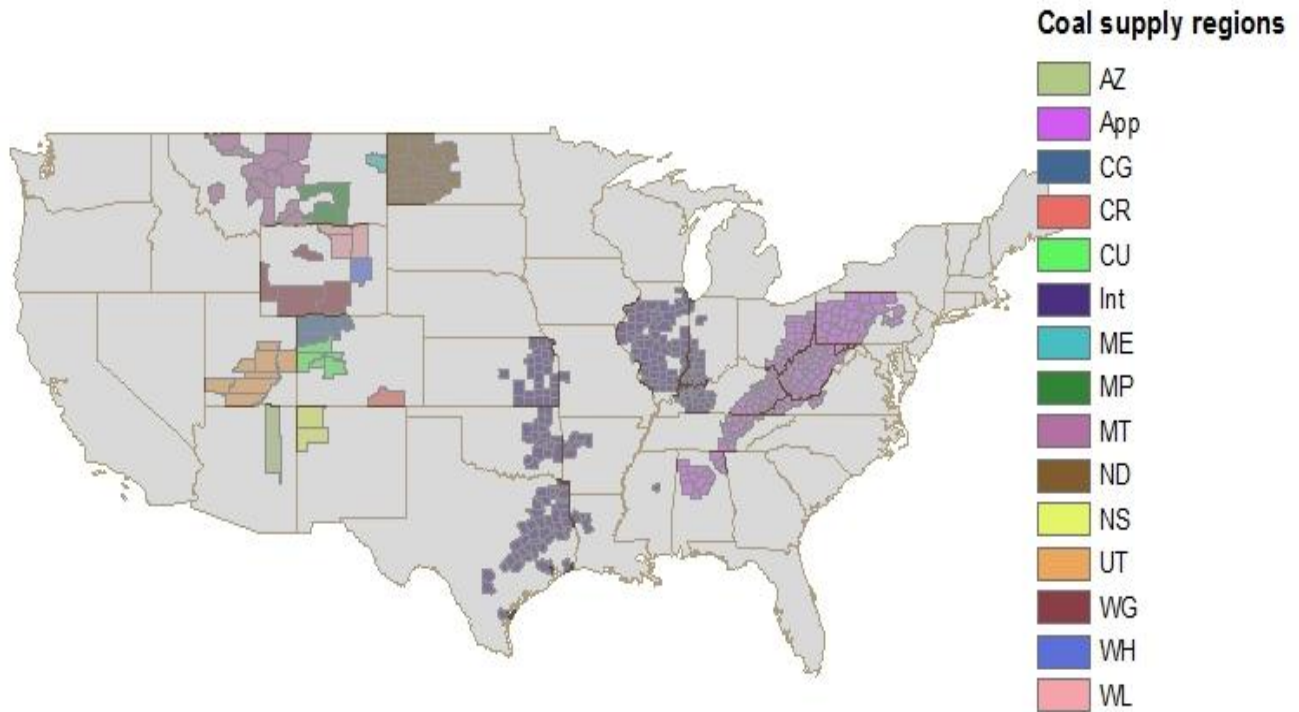 Coal supply regions
AZ
App
CG
CR
CU
Int
ME
MP
MT
ND
NS
UT
WG
WH
WL